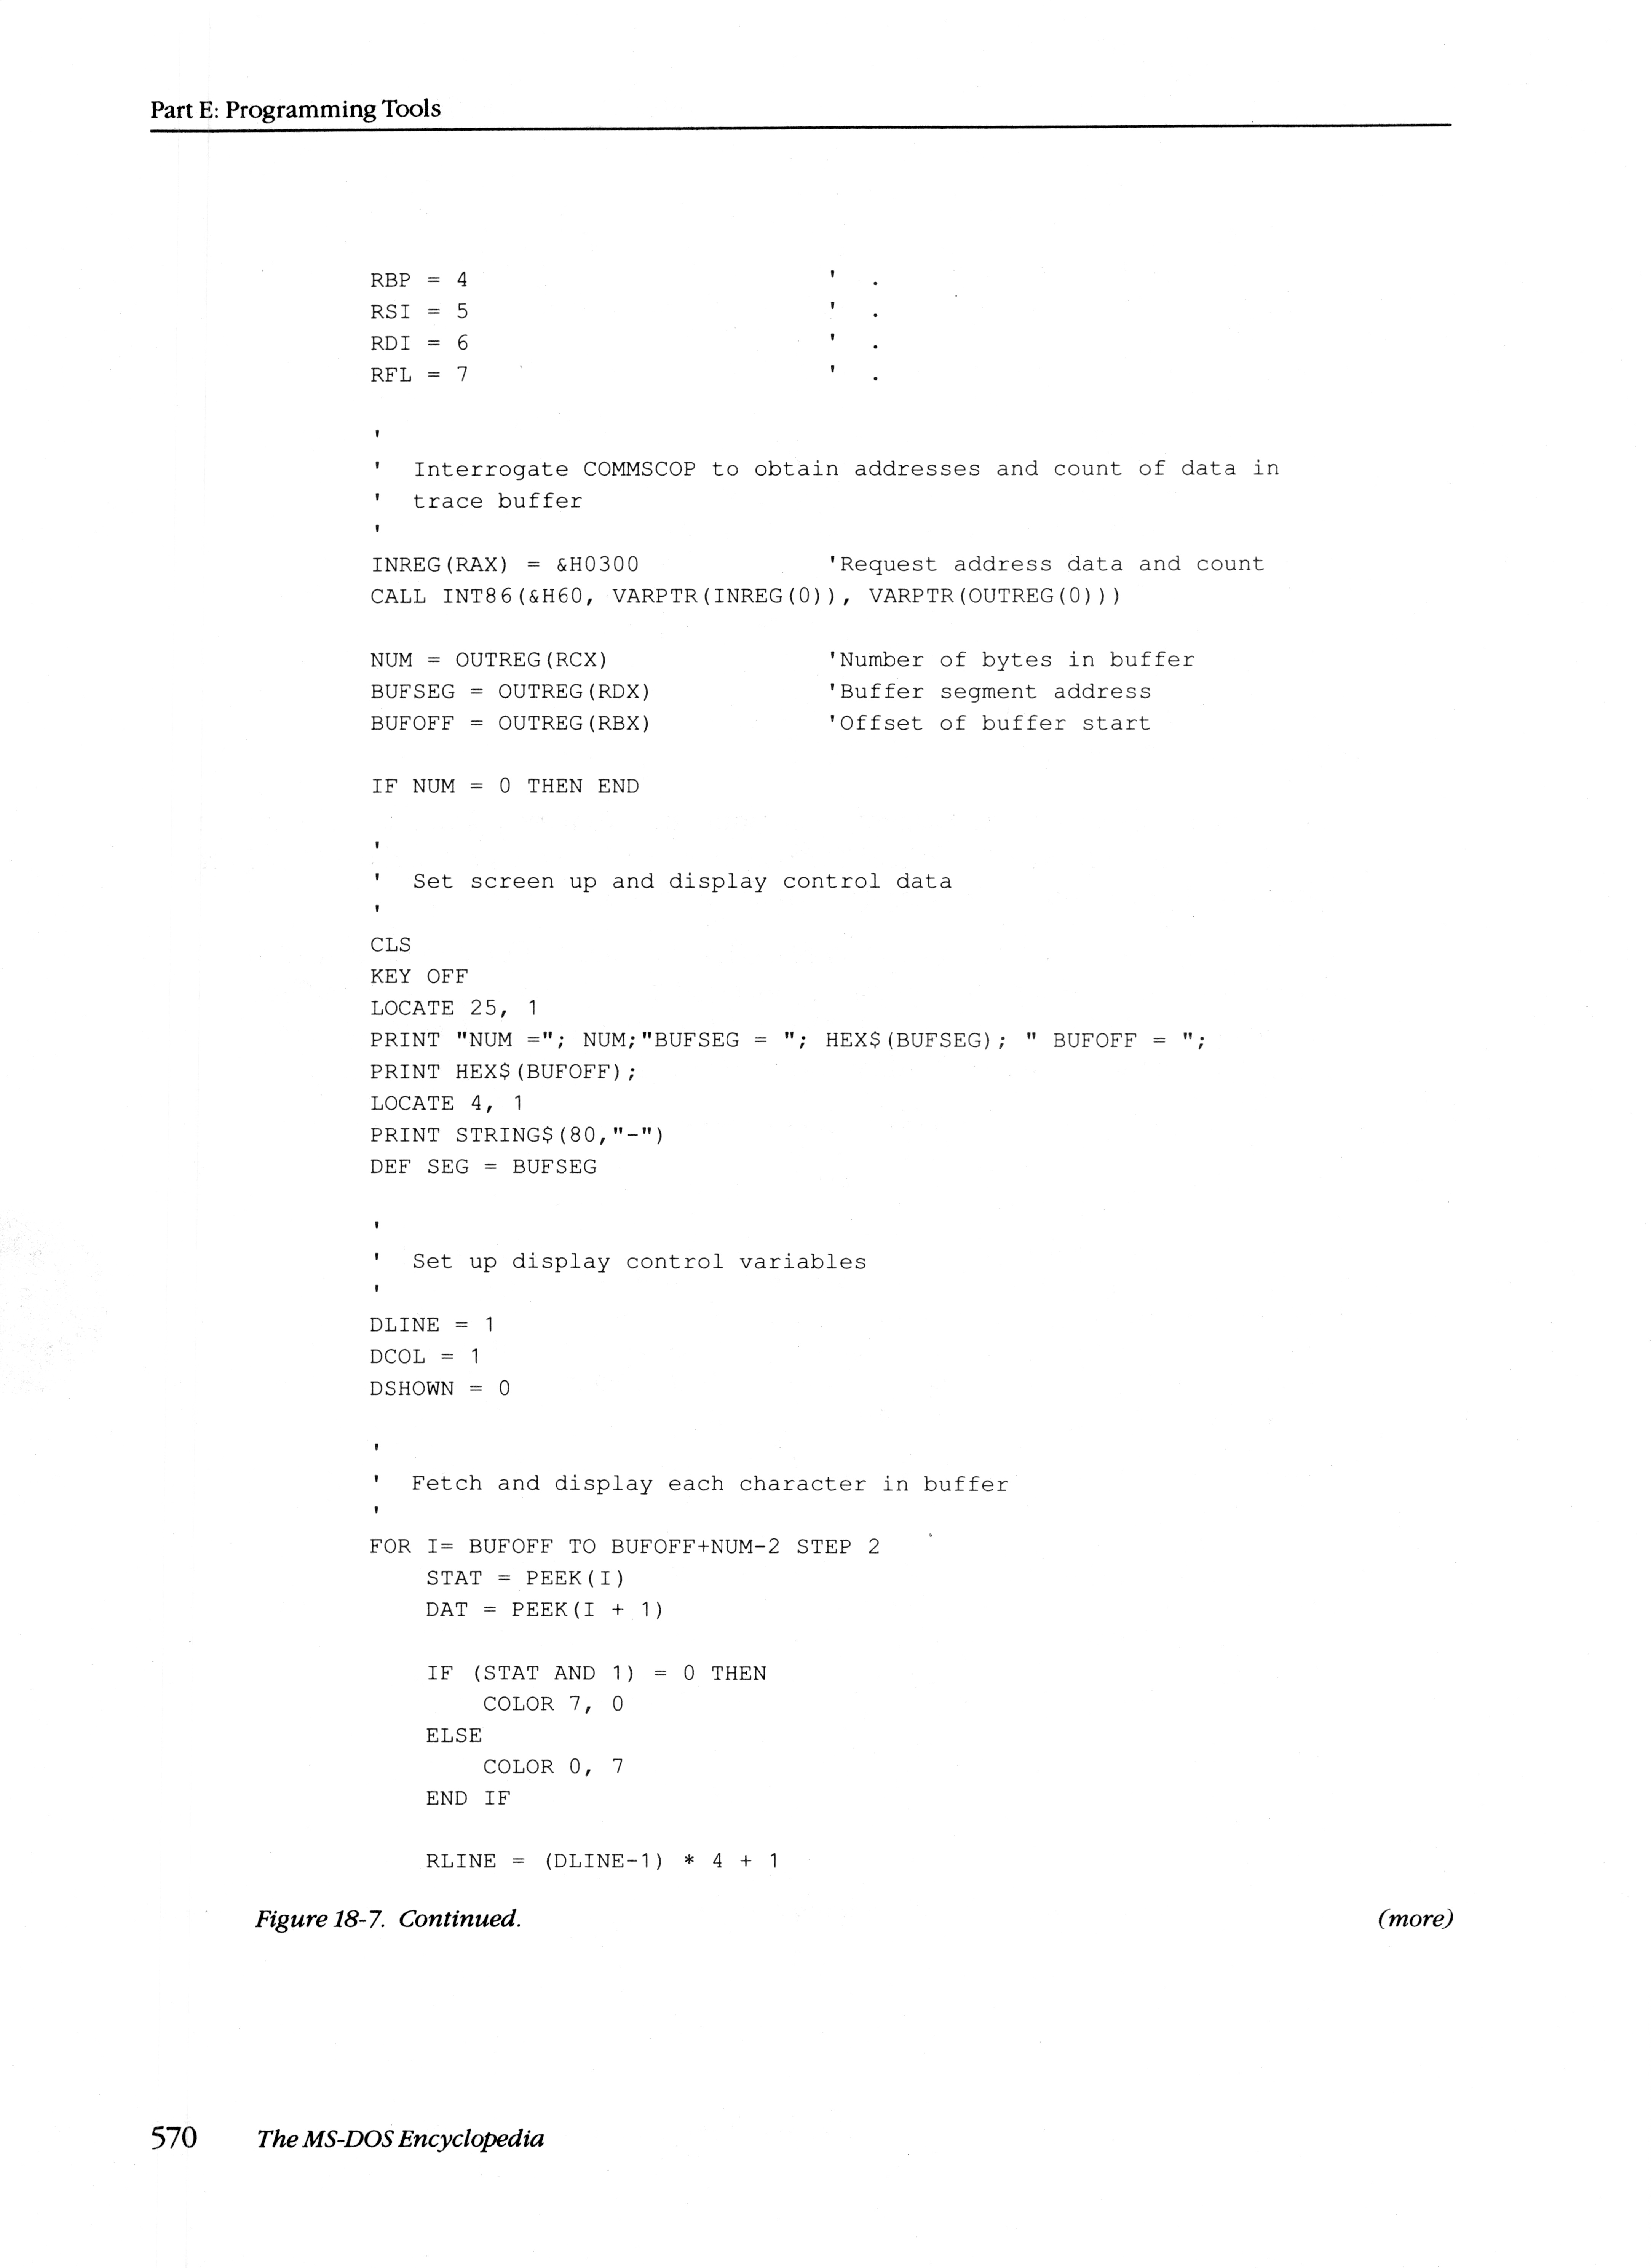 Part E: Programming Tools
RBP = 4                         '  .
RSI = 5                         '  .
RDI = 6                         '  .
RFL = 7                         '  .
'
'  Interrogate COMMSCOP to obtain addresses and count of data in
'  trace buffer
'
INREG(RAX) = &H0300             'Request address data and count
CALL INT86(&H60, VARPTR(INREG(0)), VARPTR(OUTREG(0)))
NUM = OUTREG(RCX)               'Number of bytes in buffer
BUFSEG = OUTREG(RDX)            'Buffer segment address
BUFOFF = OUTREG(RBX)            'Offset of buffer start
IF NUM = 0 THEN END
'
'  Set screen up and display control data
'
CLS
KEY OFF
LOCATE 25, 1
PRINT "NUM ="; NUM;"BUFSEG = "; HEX$(BUFSEG); " BUFOFF = ";
PRINT HEX$(BUFOFF);
LOCATE 4, 1
PRINT STRING$(80,"-")
DEF SEG = BUFSEG
'
'  Set up display control variables
'
DLINE = 1
DCOL = 1
DSHOWN = 0
'
'  Fetch and display each character in buffer
'
FOR I= BUFOFF TO BUFOFF+NUM-2 STEP 2
    STAT = PEEK(I)
    DAT = PEEK(I + 1)
    IF (STAT AND 1) = 0 THEN
        COLOR 7, 0
    ELSE
        COLOR 0, 7
    END IF
    RLINE = (DLINE-1) * 4 + 1
Figure 18-7. Continued. (more)
570 The MS-DOS Encyclopedia